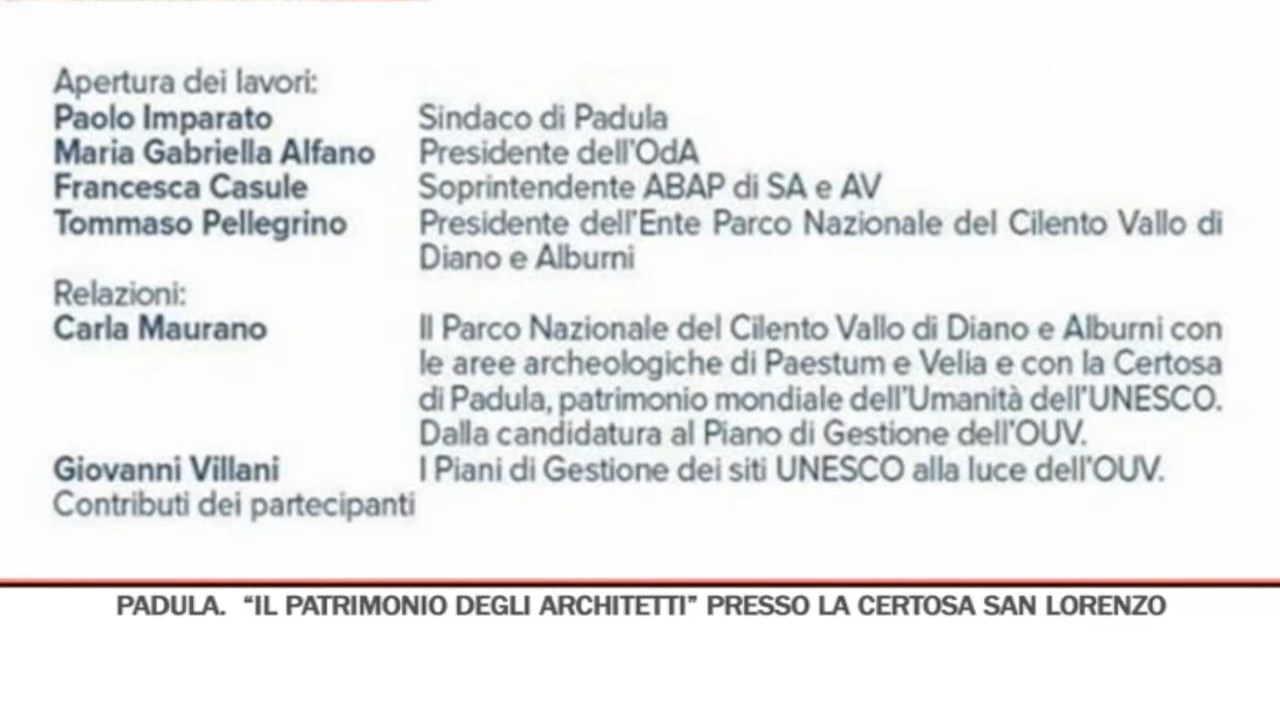 Apertura dei lavori:
Paolo Imparato Sindaco di Padula
Maria Gabriella Alfano Presidente dell'OdA
Francesca Casule Soprintendente ABAP di SA e AV
Tommaso Pellegrino Presidente dell'Ente Parco Nazionale del Cilento Vallo di
Diano e Alburni
Relazioni:
Carla Maurano Il Parco Nazionale del Cilento Vallo di Diano e Alburni con
le aree archeologiche di Paestum e Velia e con la Certosa
di Padula, patrimonio mondiale dell'Umanità dell'UNESCO.
Dalla candidatura al Piano di Gestione dell'OUV.
Giovanni Villani I Piani di Gestione dei siti UNESCO alla luce dell'OUV.
Contributi dei partecipanti
PADULA. “IL PATRIMONIO DEGLI ARCHITETTI” PRESSO LA CERTOSA SAN LORENZO